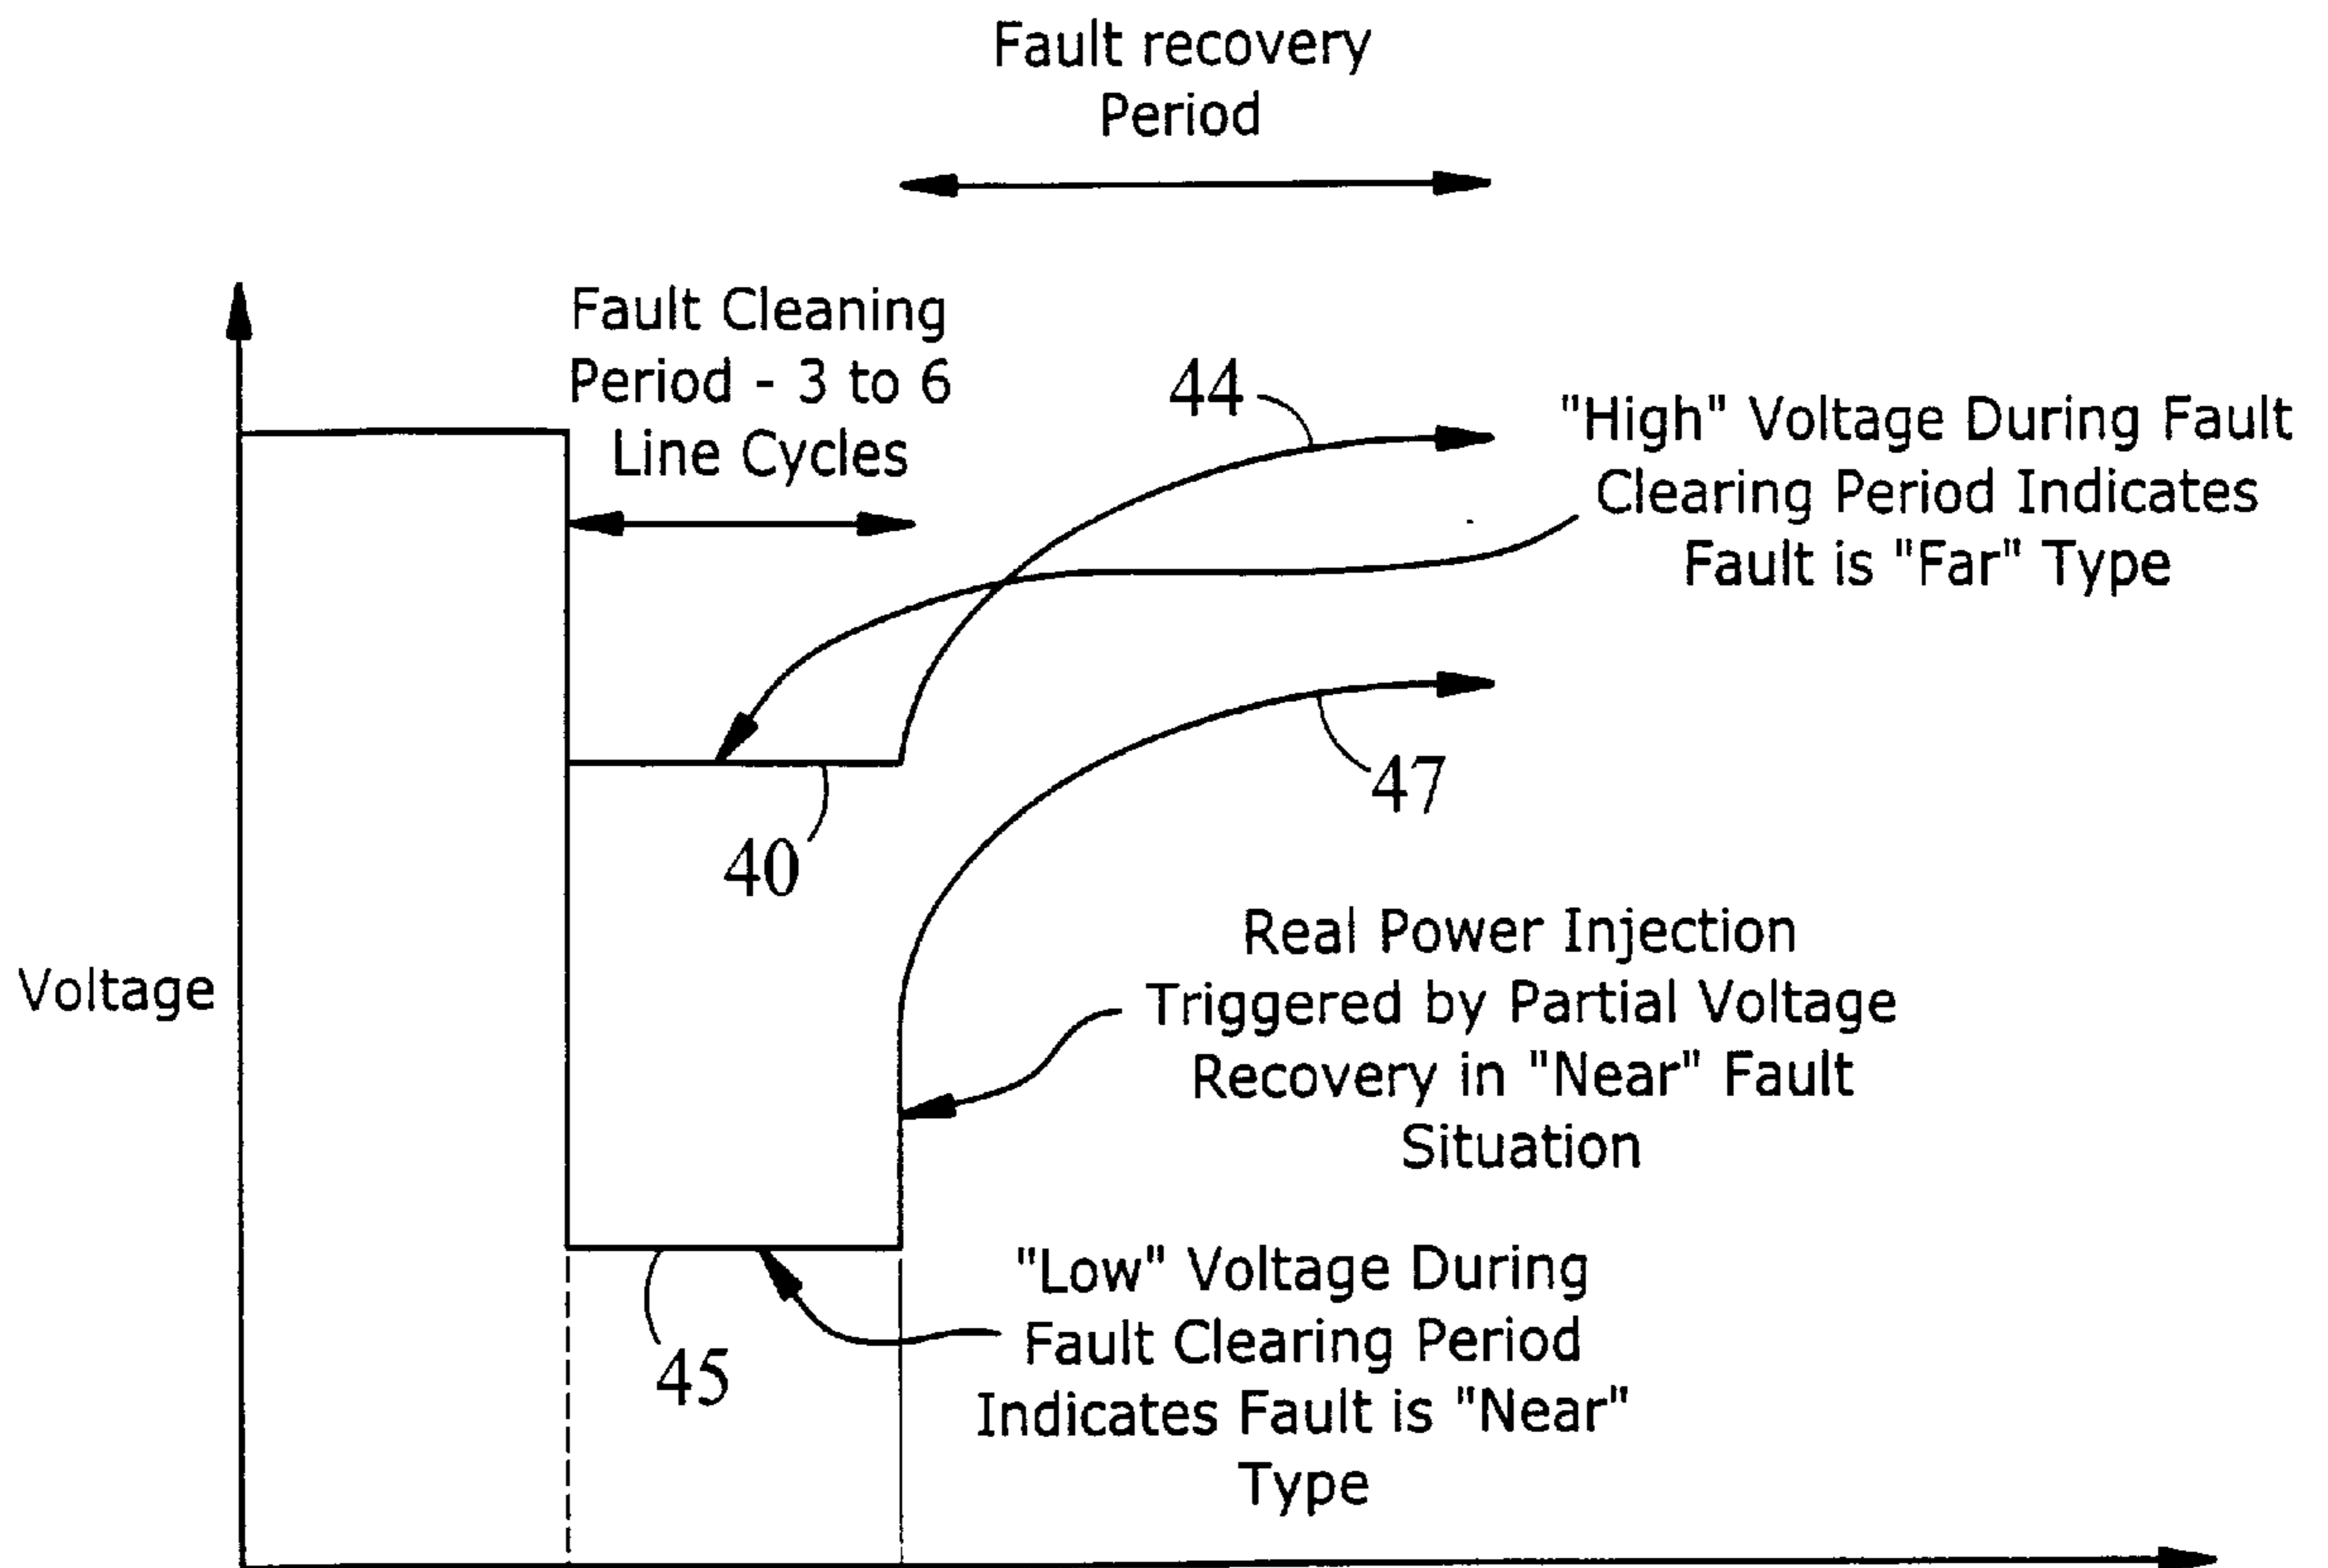 Fault recovery
Period
Fault Cleaning
Period - 3 to 6
Line Cycles
44
"High" Voltage During Fault
Clearing Period Indicates
Fault is "Far" Type
47
40
Real Power Injection
Triggered by Partial Voltage
Recovery in "Near" Fault
Situation
Voltage
"Low" Voltage During
Fault Clearing Period
Indicates Fault is "Near"
Type
45